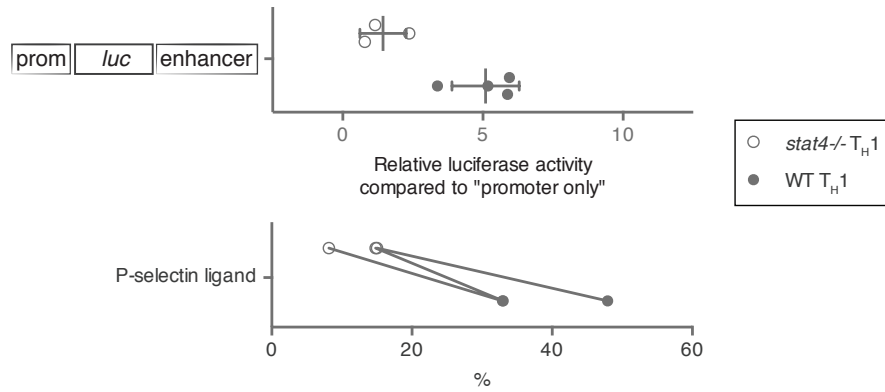 prom luc enhancer
0 5 10
Relative luciferase activity
compared to "promoter only"
stat4-/- TH1
WT TH1
P-selectin ligand
0 20 40 60
%